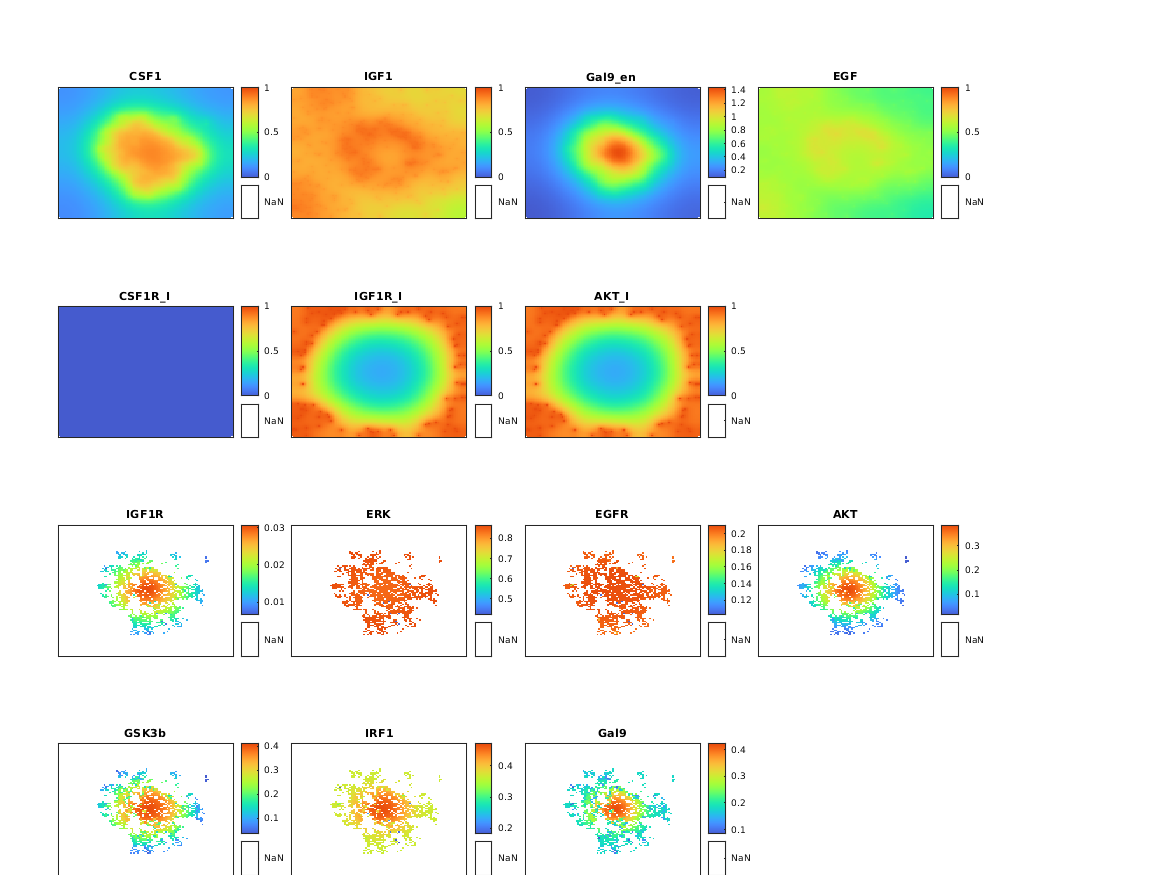 CSF1
1
0.5
0
NaN
IGF1
1
0.5
0
NaN
Gal9_en
1.4
1.2
1
0.8
0.6
0.4
0.2
NaN
EGF
1
0.5
0
NaN
CSF1R_I
1
0.5
0
NaN
IGF1R_I
1
0.5
0
NaN
AKT_I
1
0.5
0
NaN
IGF1R
0.03
0.02
0.01
NaN
ERK
0.8
0.7
0.6
0.5
NaN
EGFR
0.2
0.18
0.16
0.14
0.12
NaN
AKT
0.3
0.2
0.1
NaN
GSK3b
0.4
0.3
0.2
0.1
NaN
IRF1
0.4
0.3
0.2
NaN
Gal9
0.4
0.3
0.2
0.1
NaN